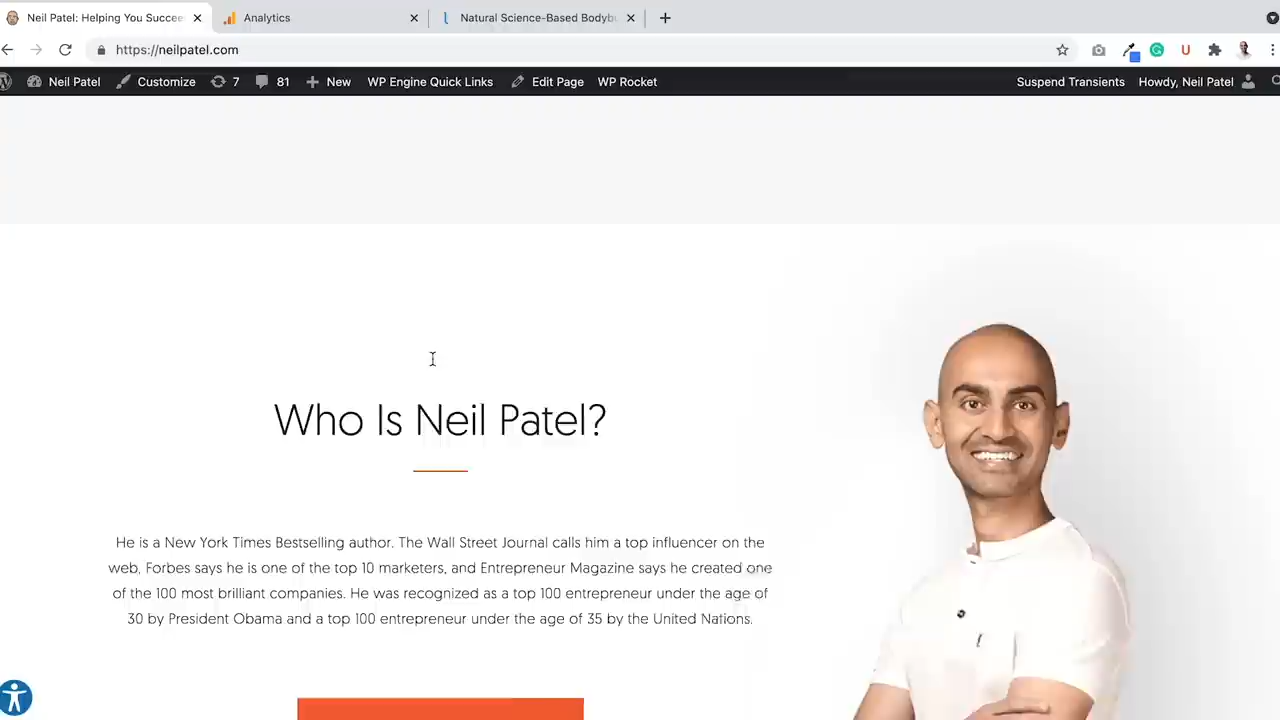 Neil Patel: Helping You Succee
Analytics
Natural Science-Based Bodybu
https://neilpatel.com
Neil Patel
Customize
7
81
New
WP Engine Quick Links
Edit Page
WP Rocket
Suspend Transients
Howdy, Neil Patel
Who Is Neil Patel?
He is a New York Times Bestselling author. The Wall Street Journal calls him a top influencer on the
web, Forbes says he is one of the top 10 marketers, and Entrepreneur Magazine says he created one
of the 100 most brilliant companies. He was recognized as a top 100 entrepreneur under the age of
30 by President Obama and a top 100 entrepreneur under the age of 35 by the United Nations.